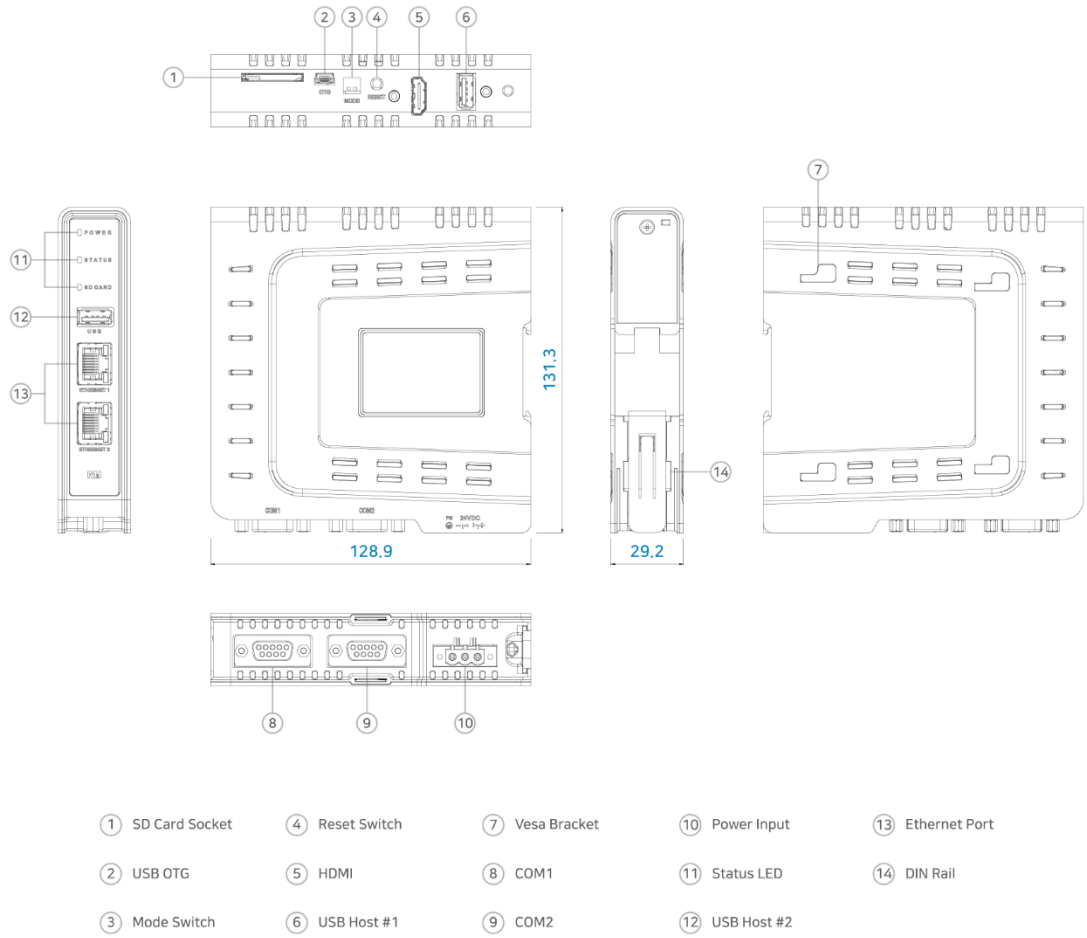 2 3 4 5 6
1
OTG
MODE
RESET
7
POWER
11 STATUS
SD CARD
12
USB
131.3
13
ETHERNET 1
ETHERNET 2
14
COM1 COM2 24VDC
128.9 29.2
8 9 10
1 SD Card Socket 4 Reset Switch 7 Vesa Bracket 10 Power Input 13 Ethernet Port
2 USB OTG 5 HDMI 8 COM1 11 Status LED 14 DIN Rail
3 Mode Switch 6 USB Host #1 9 COM2 12 USB Host #2